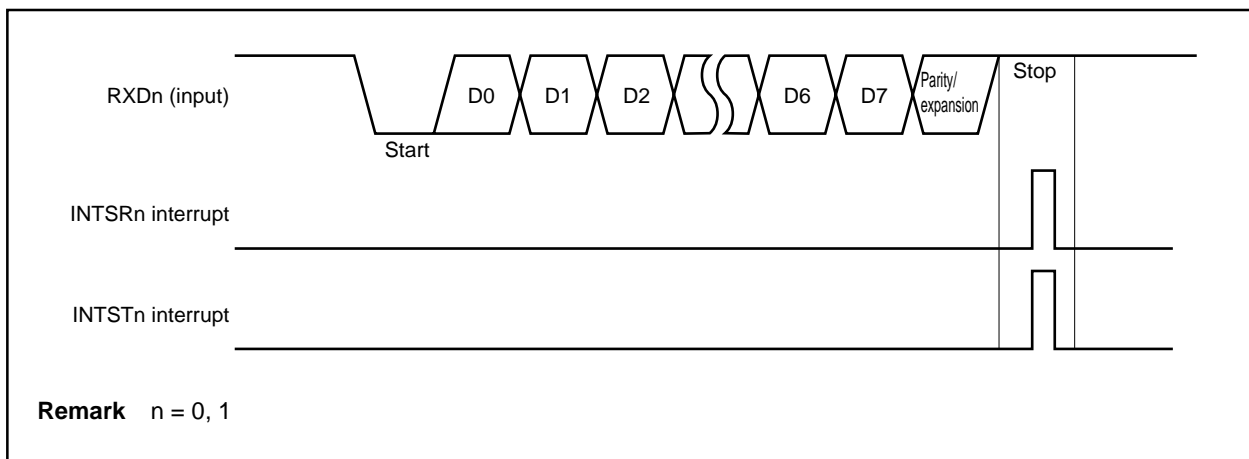 RXDn (input)
D0 D1 D2 D6 D7 Parity/
expansion
Stop
Start
INTSRn interrupt
INTSTn interrupt
Remark n = 0, 1